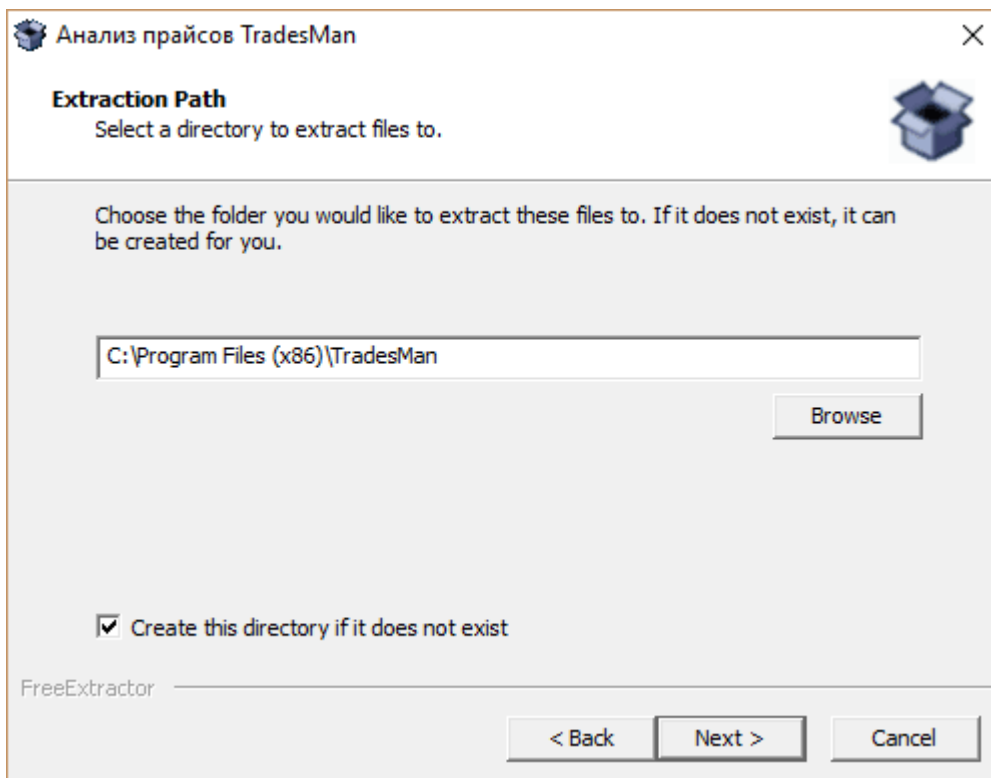 Анализ прайсов TradesMan
Extraction Path
Select a directory to extract files to.
Choose the folder you would like to extract these files to. If it does not exist, it can
be created for you.
C:\Program Files (x86)\TradesMan
Browse
Create this directory if it does not exist
FreeExtractor
< Back
Next >
Cancel